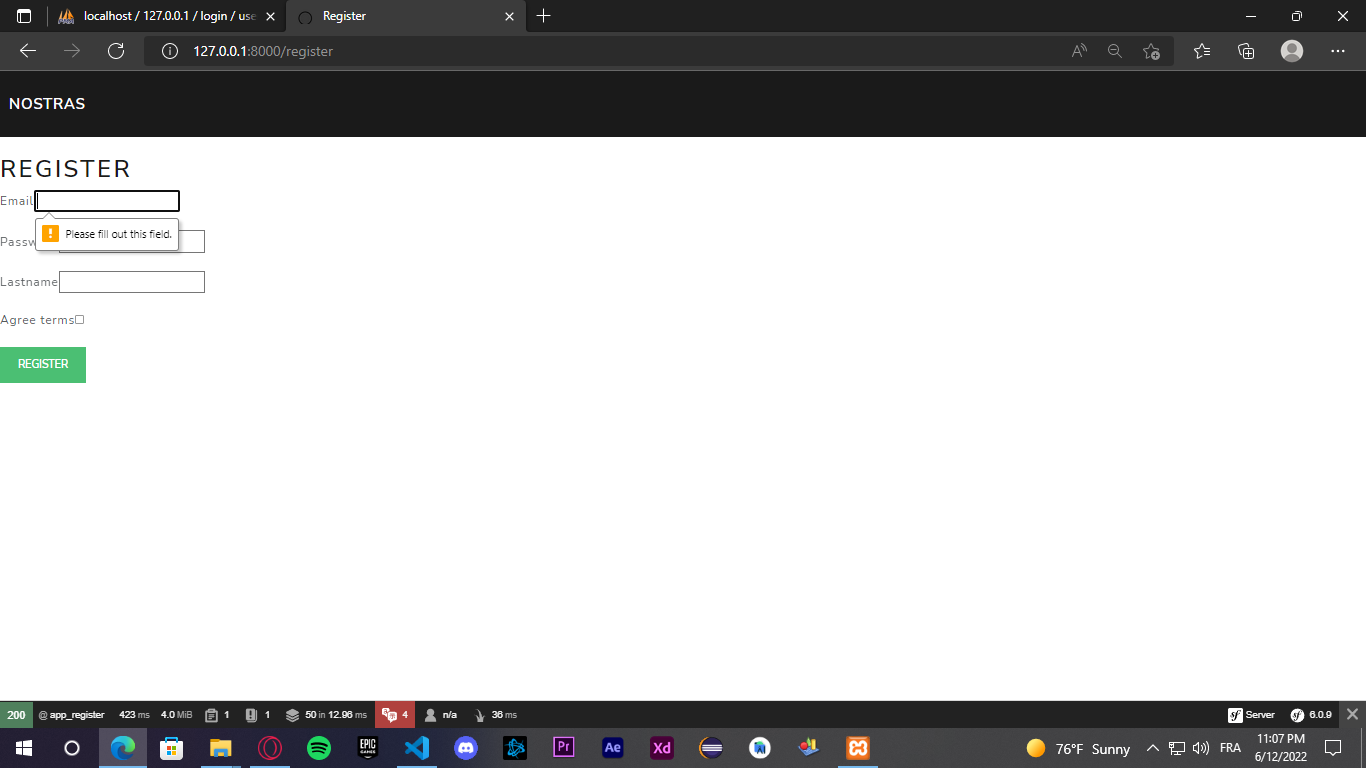 localhost / 127.0.0.1 / login / use
Register
127.0.0.1:8000/register
NOSTRAS
REGISTER
Email
Please fill out this field.
Passw
Lastname
Agree terms
REGISTER
200 @ app_register 423 ms 4.0 MiB 1 1 50 in 12.96 ms 4 n/a 36 ms sf Server sf 6.0.9
EPIC GAMES Pr Ae Xd 76°F Sunny FRA 11:07 PM
6/12/2022